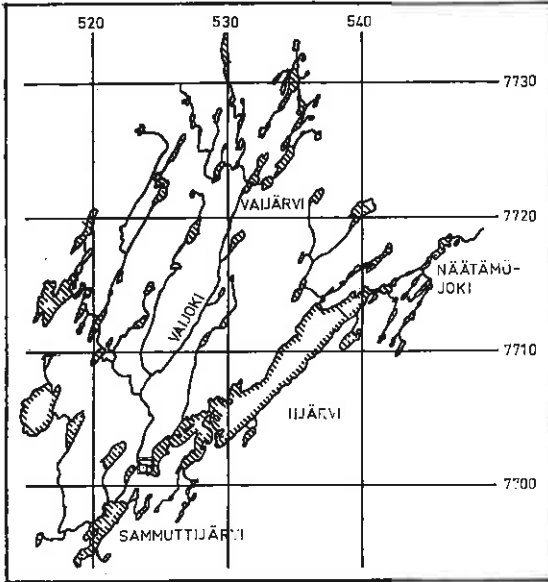 520 530 540
7730
VAIJÄRVI
7720
NÄÄTÄMÖ-
JOKI
VAIJOKI
7710
IIJÄRVI
7700
SAMMUTTIJÄRVI